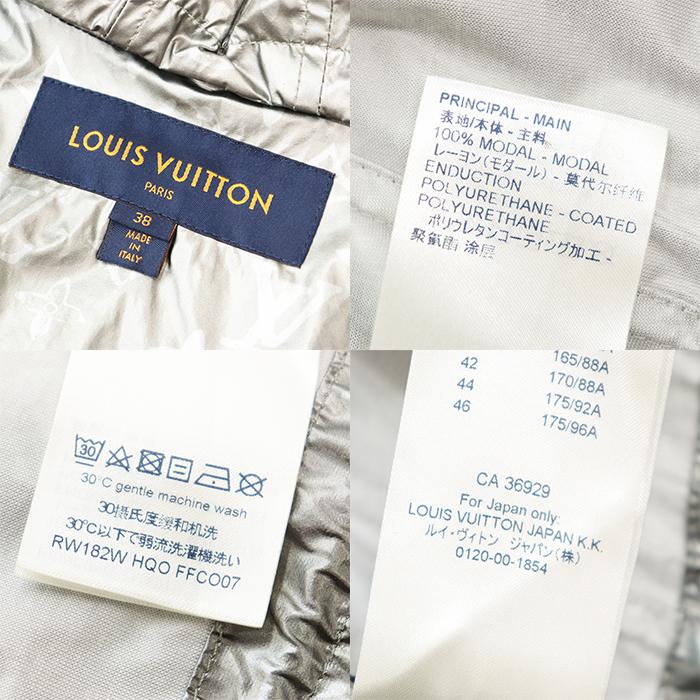 LOUIS VUITTON
PARIS
38
MADE
IN
ITALY
PRINCIPAL - MAIN
表地/本体 - 主料
100% MODAL - MODAL
レーヨン(モダール) - 莫代尔纤维
ENDUCTION
POLYURETHANE - COATED
POLYURETHANE
ポリウレタンコーティング加工 -
聚氨酯 涂层
30
30°C gentle machine wash
30摄氏度缓和机洗
30°C以下で弱流洗濯機洗い
RW182W HQO FFCO07
165/88A
42 170/88A
44 175/92A
46 175/96A
CA 36929
For Japan only:
LOUIS VUITTON JAPAN K.K.
ルイ・ヴィトン ジャパン(株)
0120-00-1854